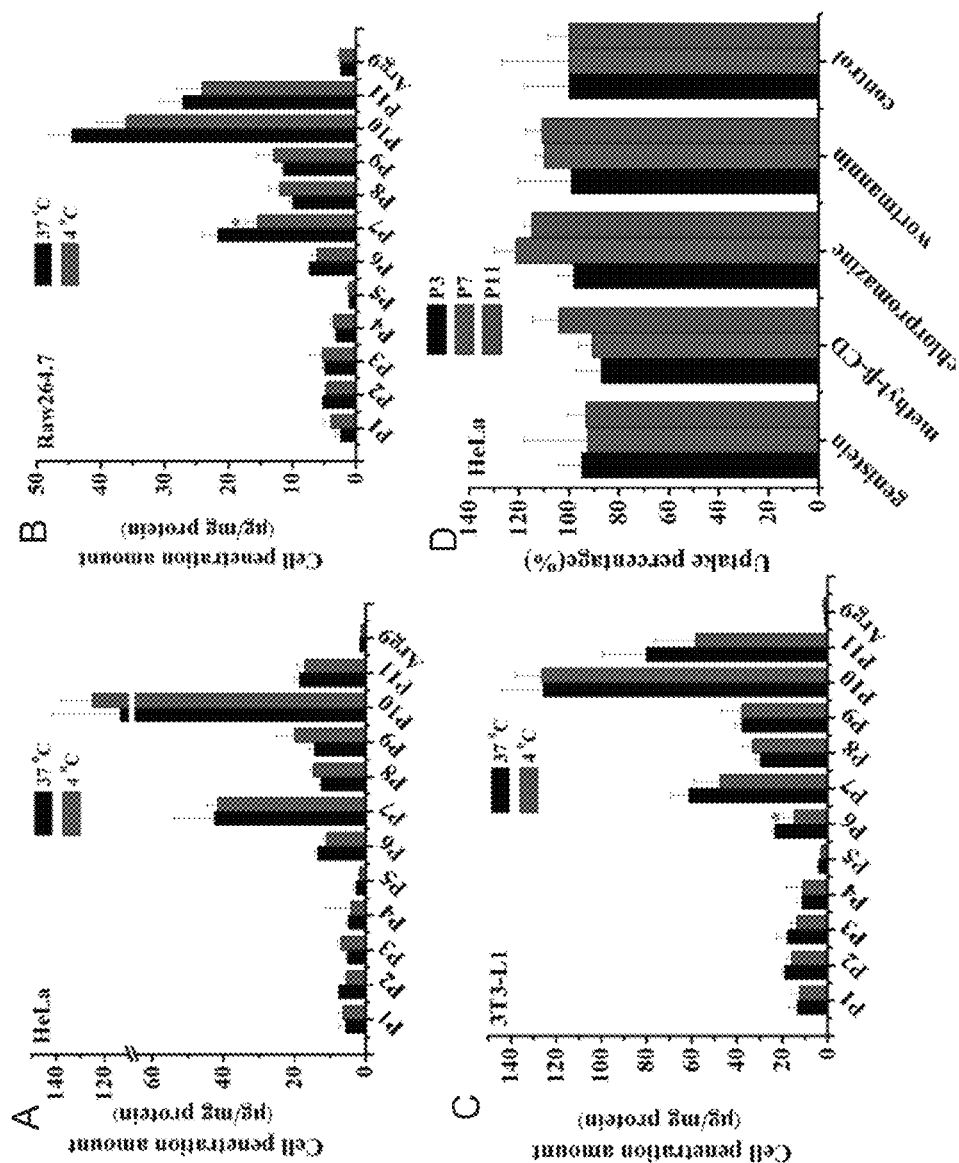 A
HeLa
37 °C
4 °C
Cell penetration amount
(μg/mg protein)
140
120
60
40
20
0
P1 P2 P3 P4 P5 P6 P7 P8 P9 P10 P11 Arg9
B
Raw264.7
37 °C
4 °C
Cell penetration amount
(μg/mg protein)
50
40
30
20
10
0
*
P1 P2 P3 P4 P5 P6 P7 P8 P9 P10 P11 Arg9
C
3T3-L1
37 °C
4 °C
Cell penetration amount
(μg/mg protein)
140
120
100
80
60
40
20
0
*
P1 P2 P3 P4 P5 P6 P7 P8 P9 P10 P11 Arg9
D
HeLa
P3
P7
P11
Uptake percentage(%)
140
120
100
80
60
40
20
0
genistein methyl-β-CD chlorpromazine wortmannin control